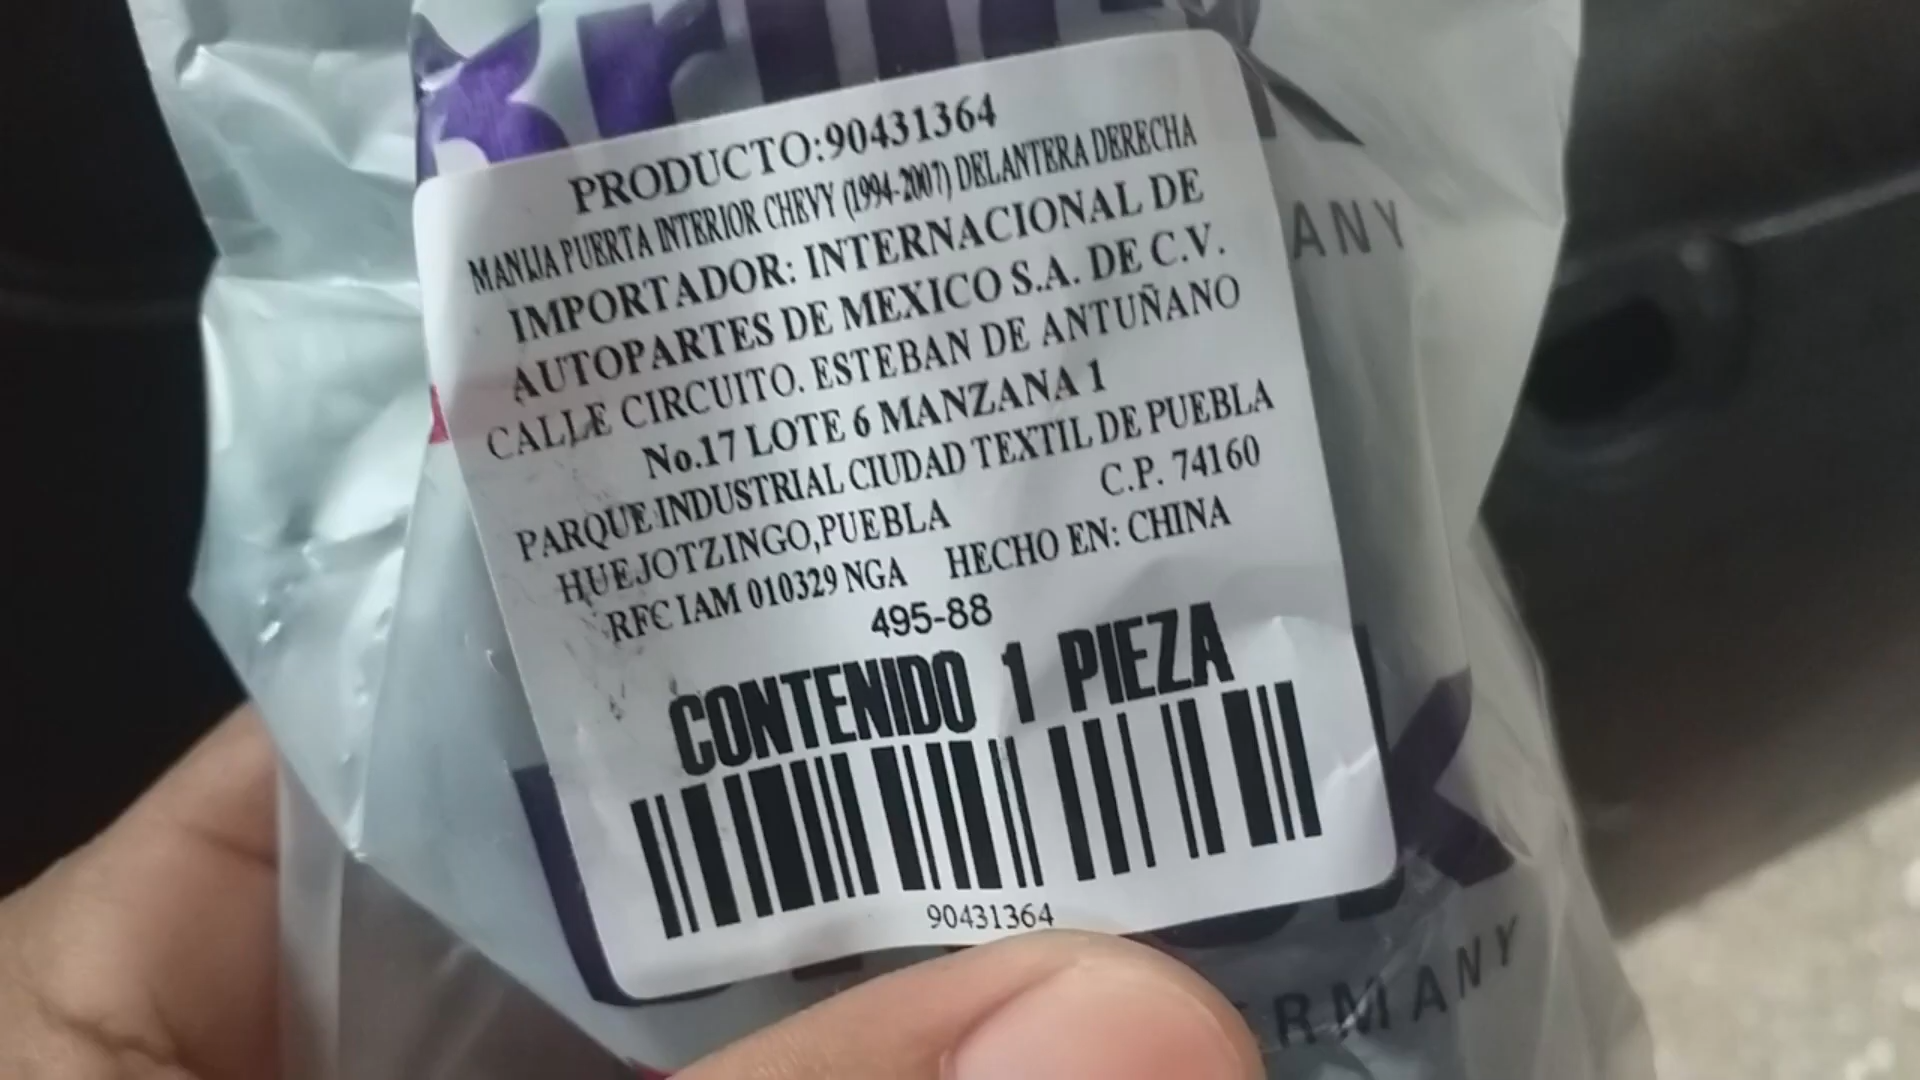 PRODUCTO:90431364
MANIJA PUERTA INTERIOR CHEVY (1994-2007) DELANTERA DERECHA
IMPORTADOR: INTERNACIONAL DE
AUTOPARTES DE MEXICO S.A. DE C.V.
CALLE CIRCUITO. ESTEBAN DE ANTUÑANO
No.17 LOTE 6 MANZANA 1
PARQUE INDUSTRIAL CIUDAD TEXTIL DE PUEBLA
HUEJOTZINGO,PUEBLA C.P. 74160
RFC IAM 010329 NGA HECHO EN: CHINA
495-88
CONTENIDO 1 PIEZA
90431364